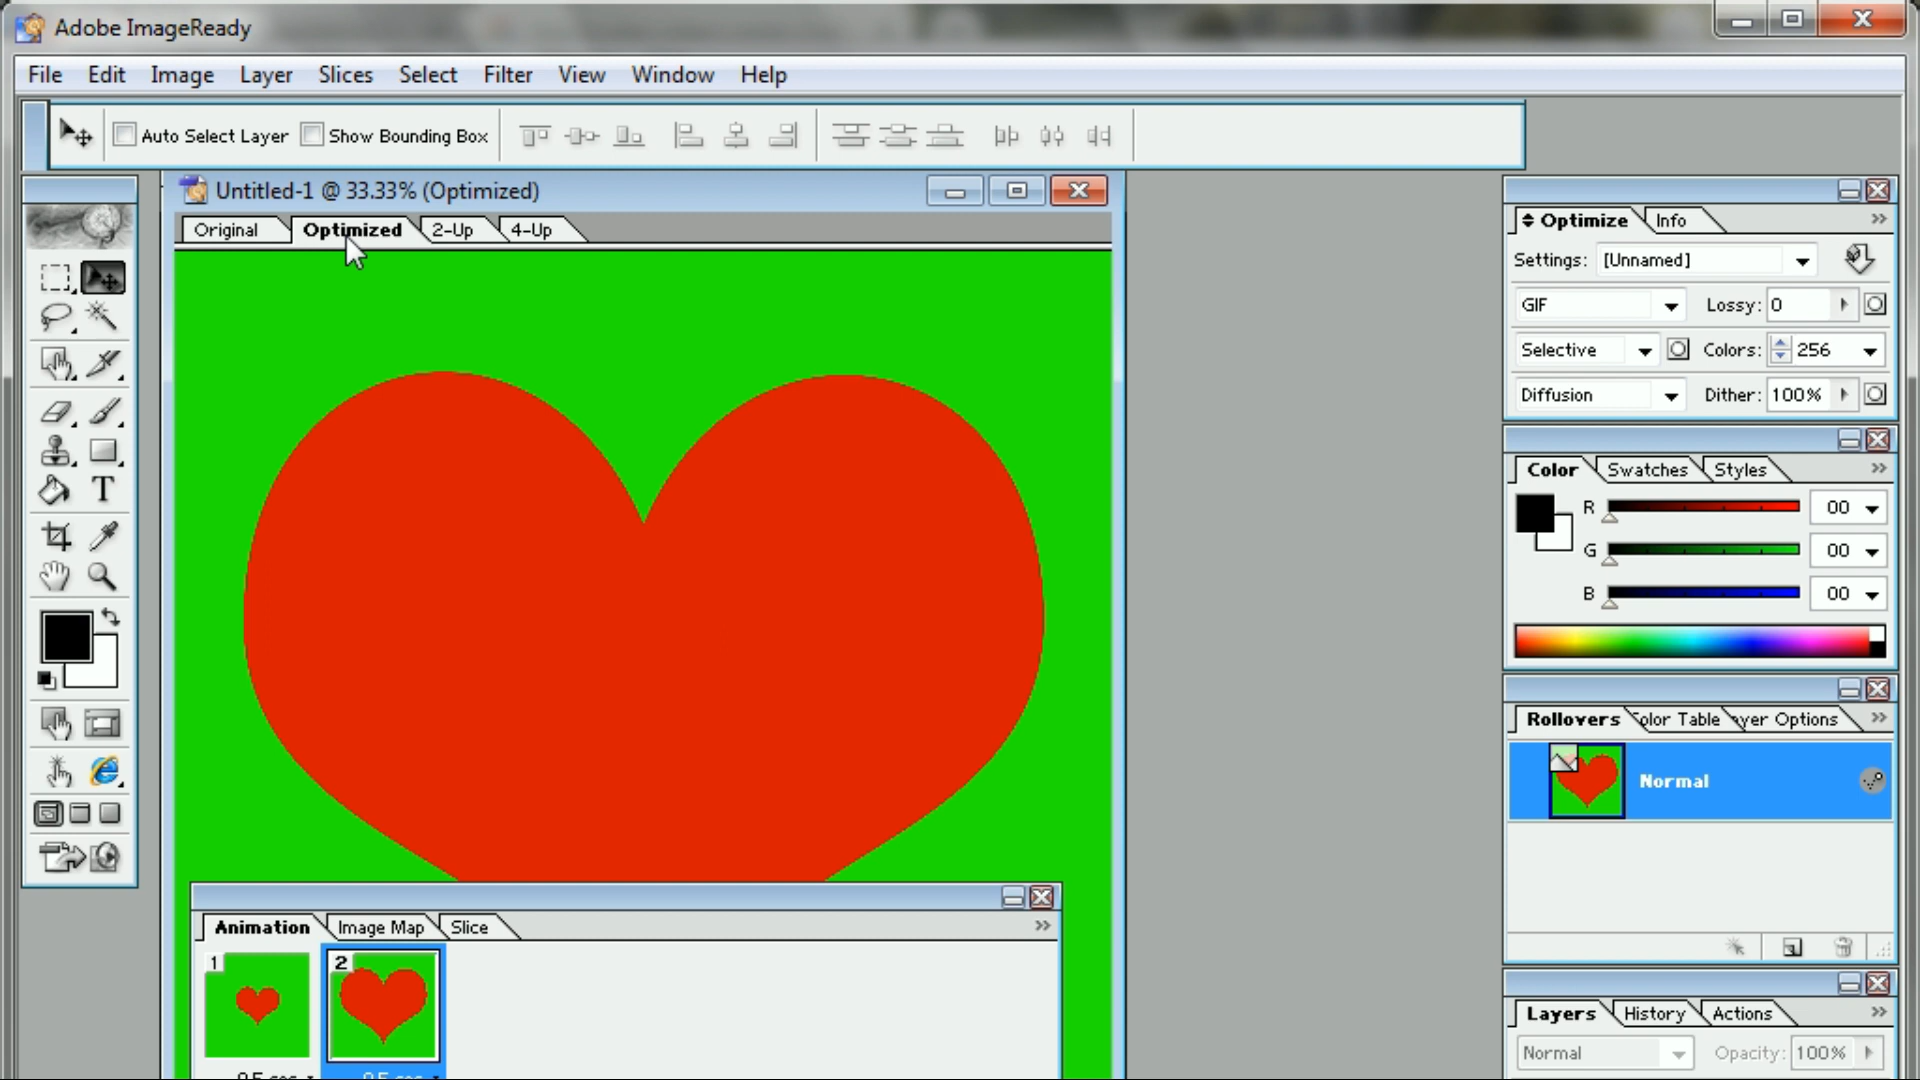 Adobe ImageReady
File Edit Image Layer Slices Select Filter View Window Help
Auto Select Layer Show Bounding Box
Untitled-1 @ 33.33% (Optimized)
Original Optimized 2-Up 4-Up
Optimize Info
Settings: [Unnamed]
GIF Lossy: 0
Selective Colors: 256
Diffusion Dither: 100%
Color Swatches Styles
R 00
G 00
B 00
T
Rollovers olor Table yer Options
Normal
Animation Image Map Slice
1 2
Layers History Actions
Normal Opacity: 100%